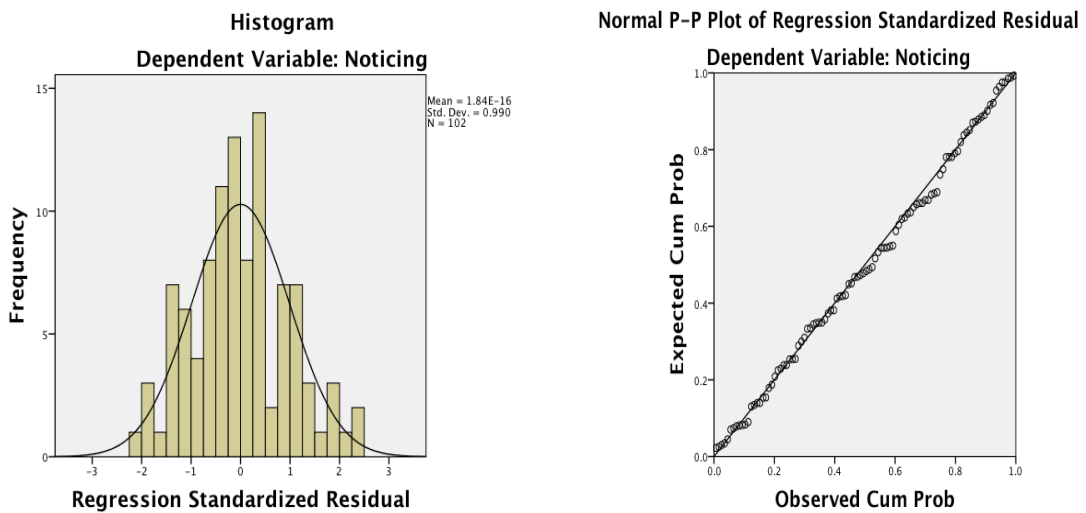 Histogram
Dependent Variable: Noticing
Mean = 1.84E-16
Std. Dev. = 0.990
N = 102
15
10
5
0
Frequency
-3 -2 -1 0 1 2 3
Regression Standardized Residual
Normal P-P Plot of Regression Standardized Residual
Dependent Variable: Noticing
1.0
0.8
0.6
0.4
0.2
0.0
Expected Cum Prob
0.0 0.2 0.4 0.6 0.8 1.0
Observed Cum Prob